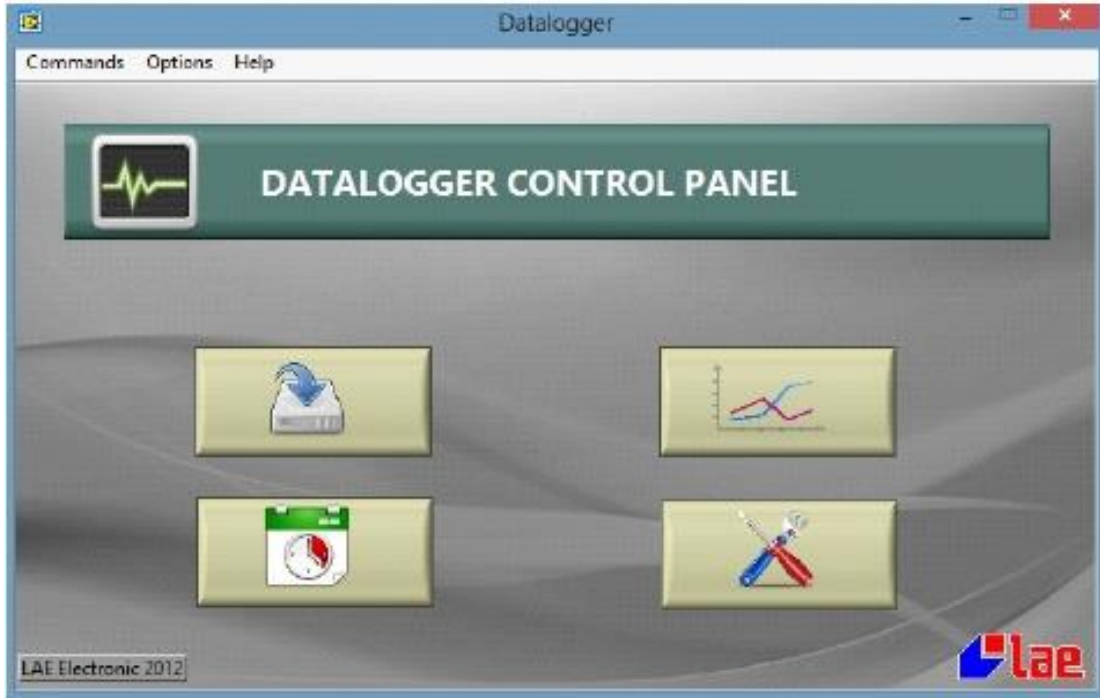 Datalogger
Commands Options Help
DATALOGGER CONTROL PANEL
LAE Electronic 2012
lae